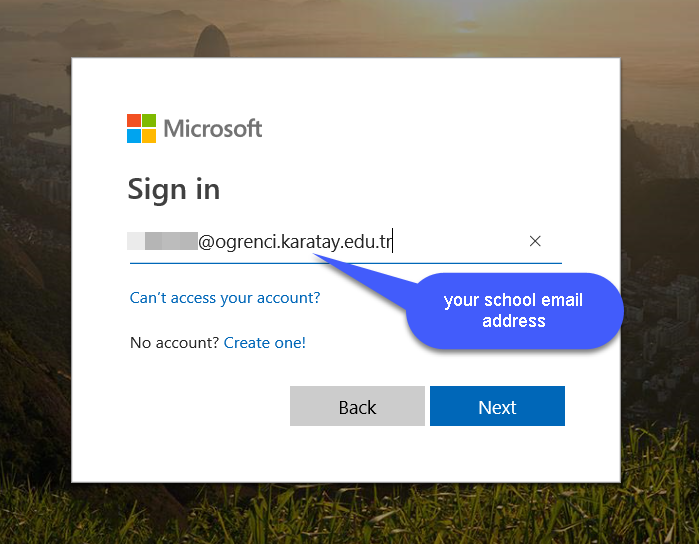 Microsoft
Sign in
@ogrenci.karatay.edu.tr
your school email
address
Can't access your account?
No account? Create one!
Back
Next